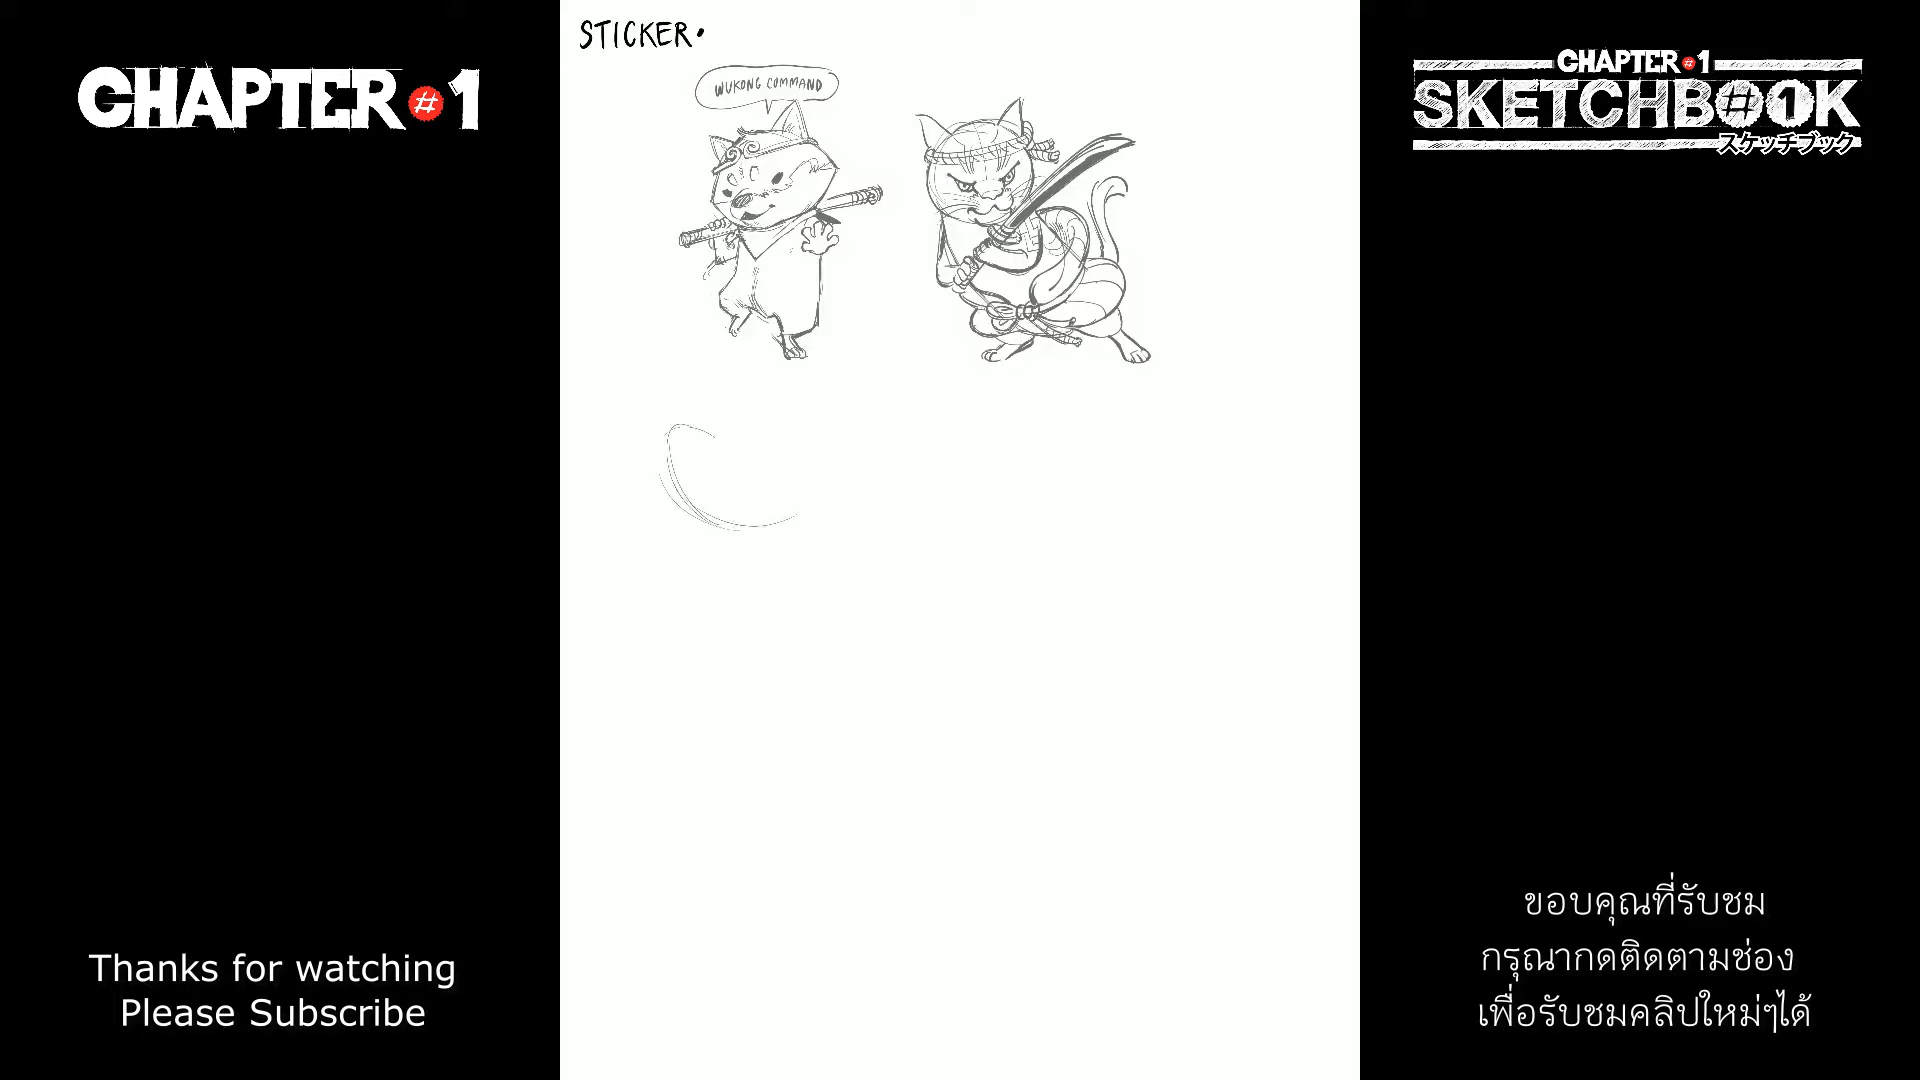 CHAPTER #1
Thanks for watching
Please Subscribe
STICKER.
WUKONG COMMAND
CHAPTER #1
SKETCHBOOK
スケッチブック
ขอบคุณที่รับชม
กรุณากดติดตามช่อง
เพื่อรับชมคลิปใหม่ๆได้